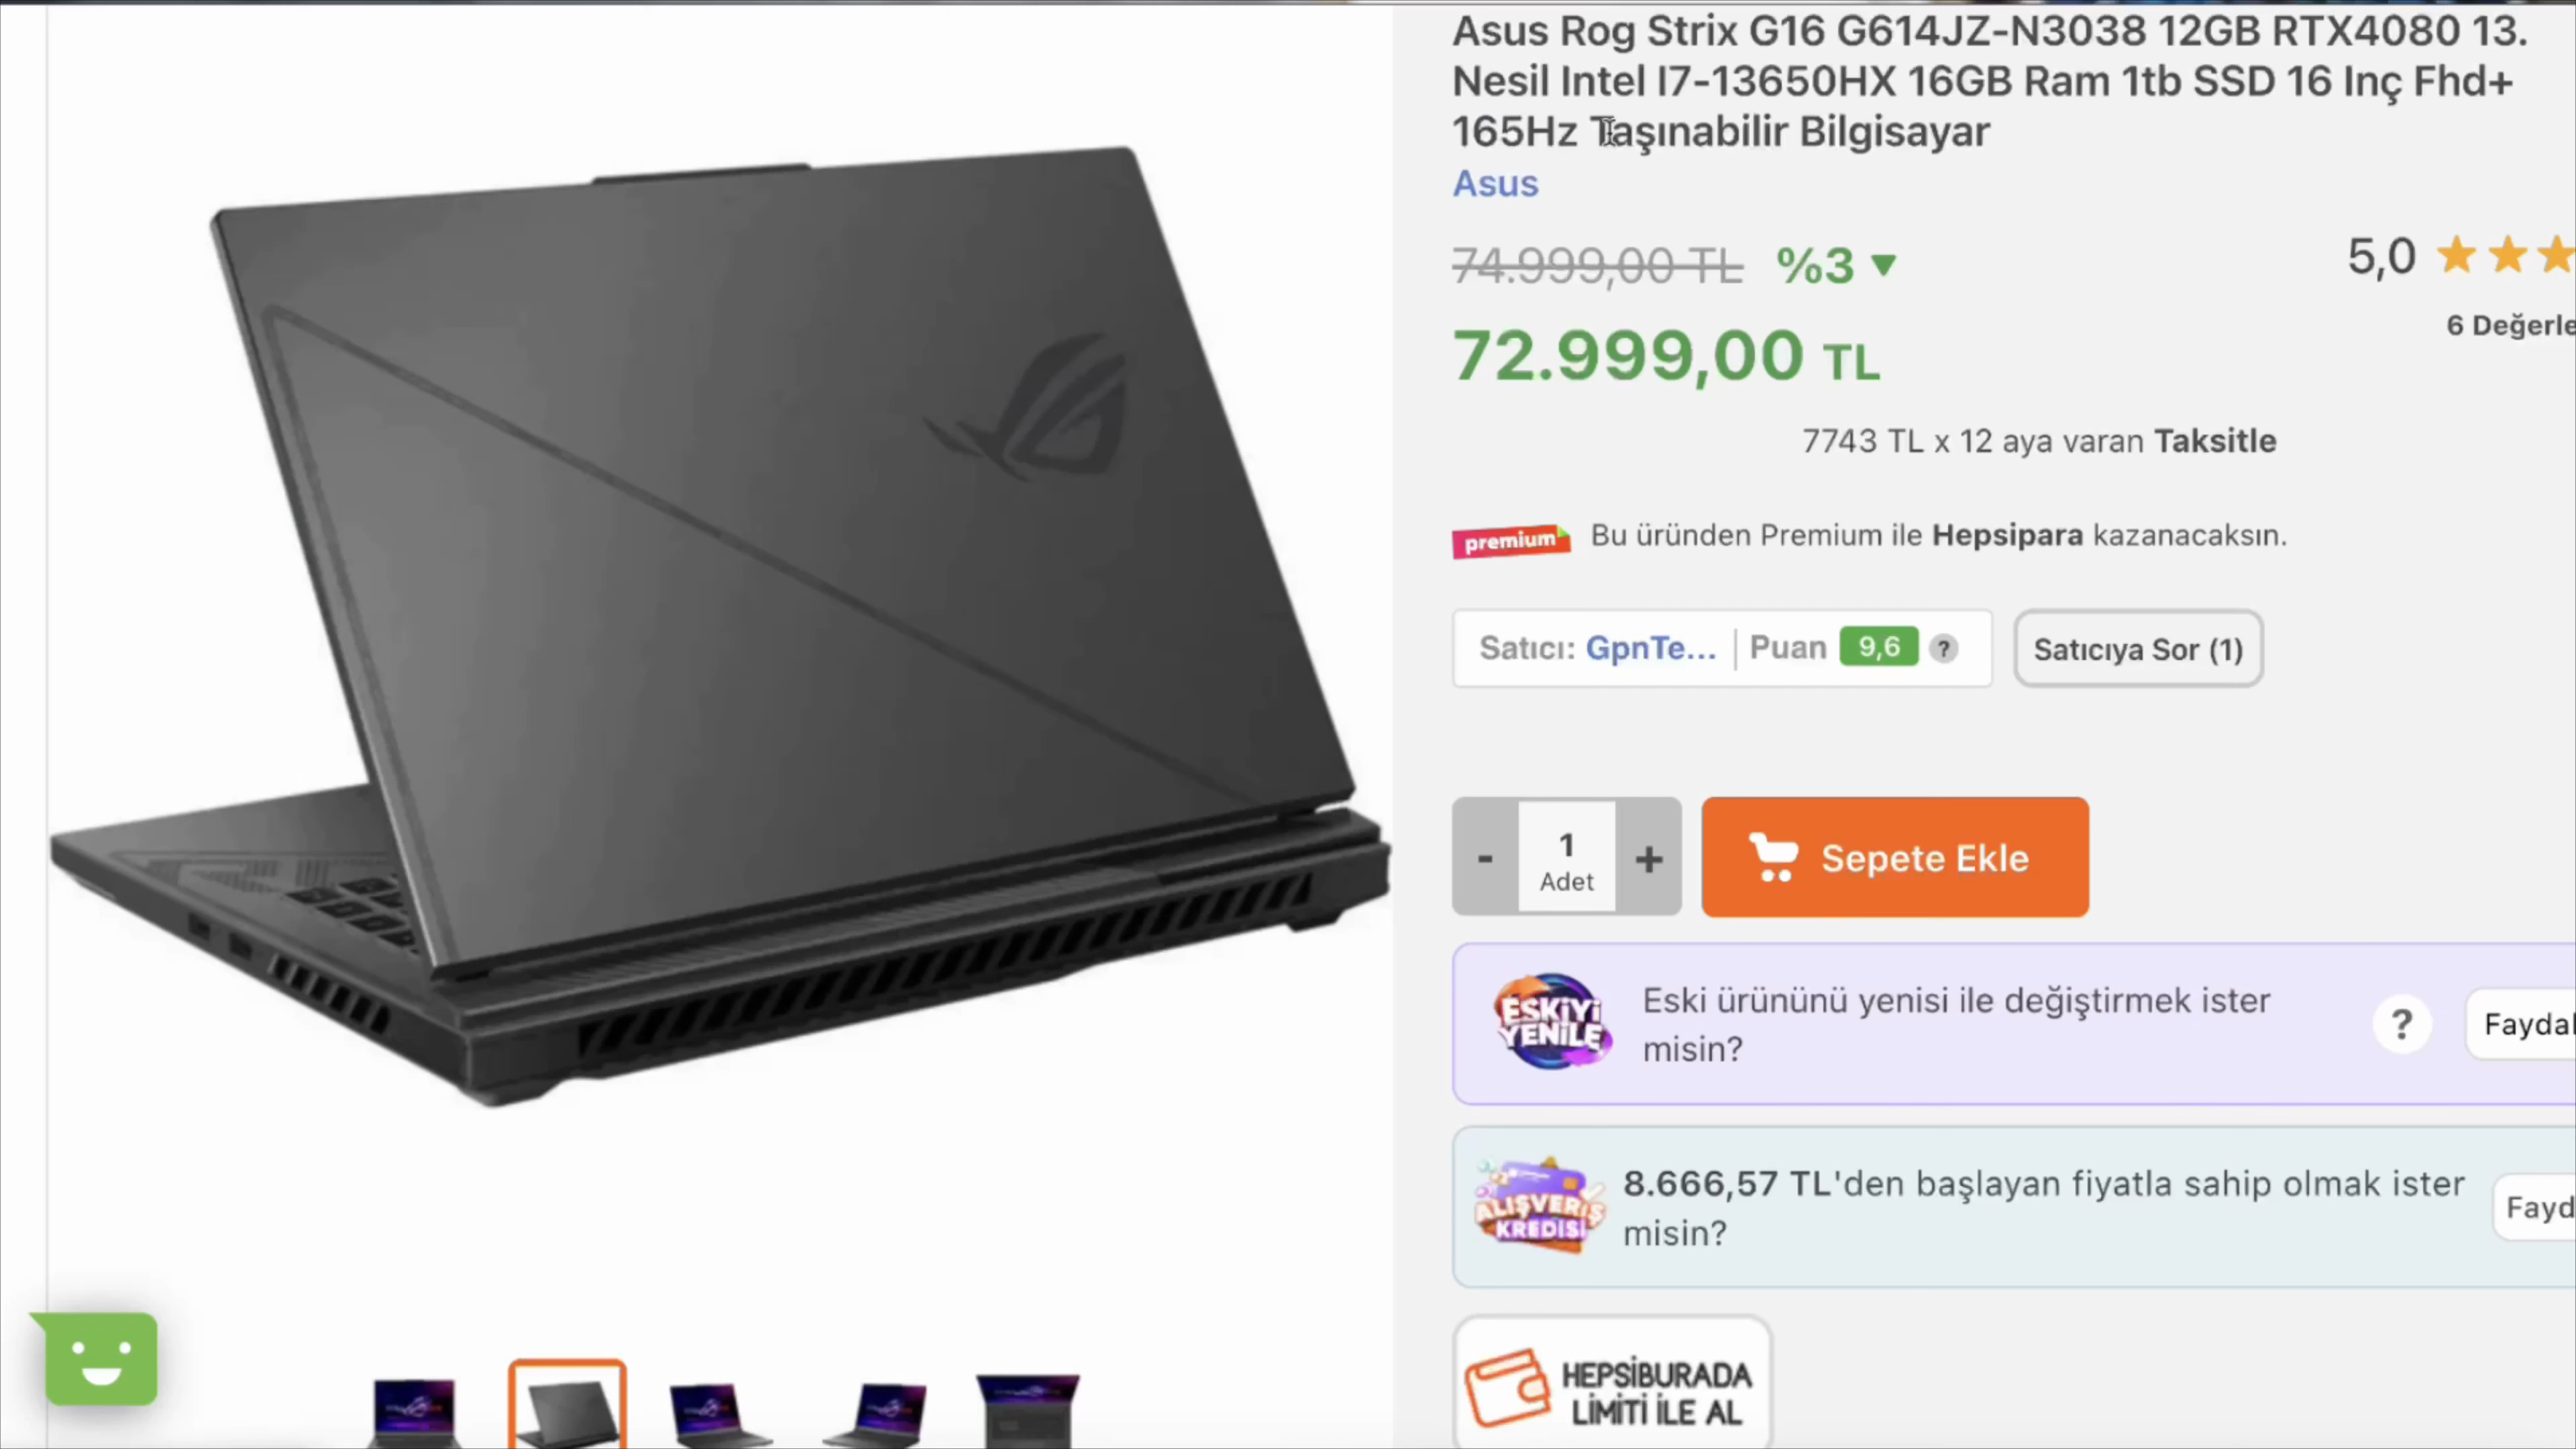 Asus Rog Strix G16 G614JZ-N3038 12GB RTX4080 13.
Nesil Intel I7-13650HX 16GB Ram 1tb SSD 16 Inç Fhd+
165Hz Taşınabilir Bilgisayar
Asus
74.999,00 TL %3
5,0
6 Değerle
72.999,00 TL
7743 TL x 12 aya varan Taksitle
premium Bu üründen Premium ile Hepsipara kazanacaksın.
Satıcı: GpnTe... Puan 9,6 ? Satıcıya Sor (1)
- 1 + Sepete Ekle
Adet
ESKİYİ
YENİLE
Eski ürününü yenisi ile değiştirmek ister
misin?
? Faydal
ALIŞVERİŞ
KREDİSİ
8.666,57 TL'den başlayan fiyatla sahip olmak ister
misin?
Fayd
HEPSİBURADA
LİMİTİ İLE AL